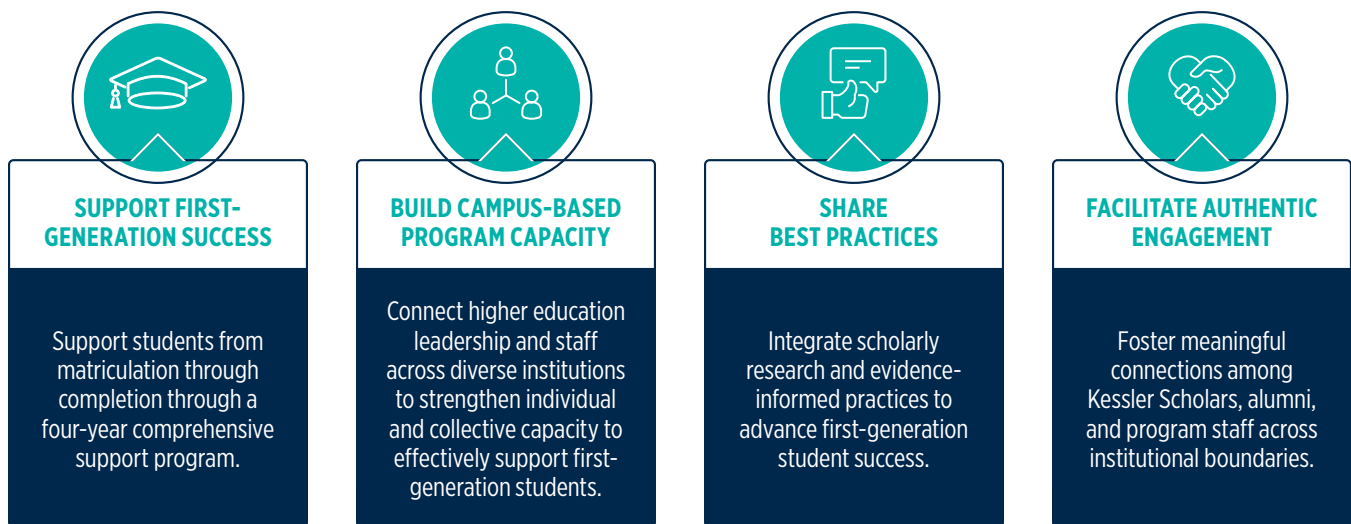 SUPPORT FIRST-
GENERATION SUCCESS
Support students from
matriculation through
completion through a
four-year comprehensive
support program.
BUILD CAMPUS-BASED
PROGRAM CAPACITY
Connect higher education
leadership and staff
across diverse institutions
to strengthen individual
and collective capacity to
effectively support first-
generation students.
SHARE
BEST PRACTICES
Integrate scholarly
research and evidence-
informed practices to
advance first-generation
student success.
FACILITATE AUTHENTIC
ENGAGEMENT
Foster meaningful
connections among
Kessler Scholars, alumni,
and program staff across
institutional boundaries.